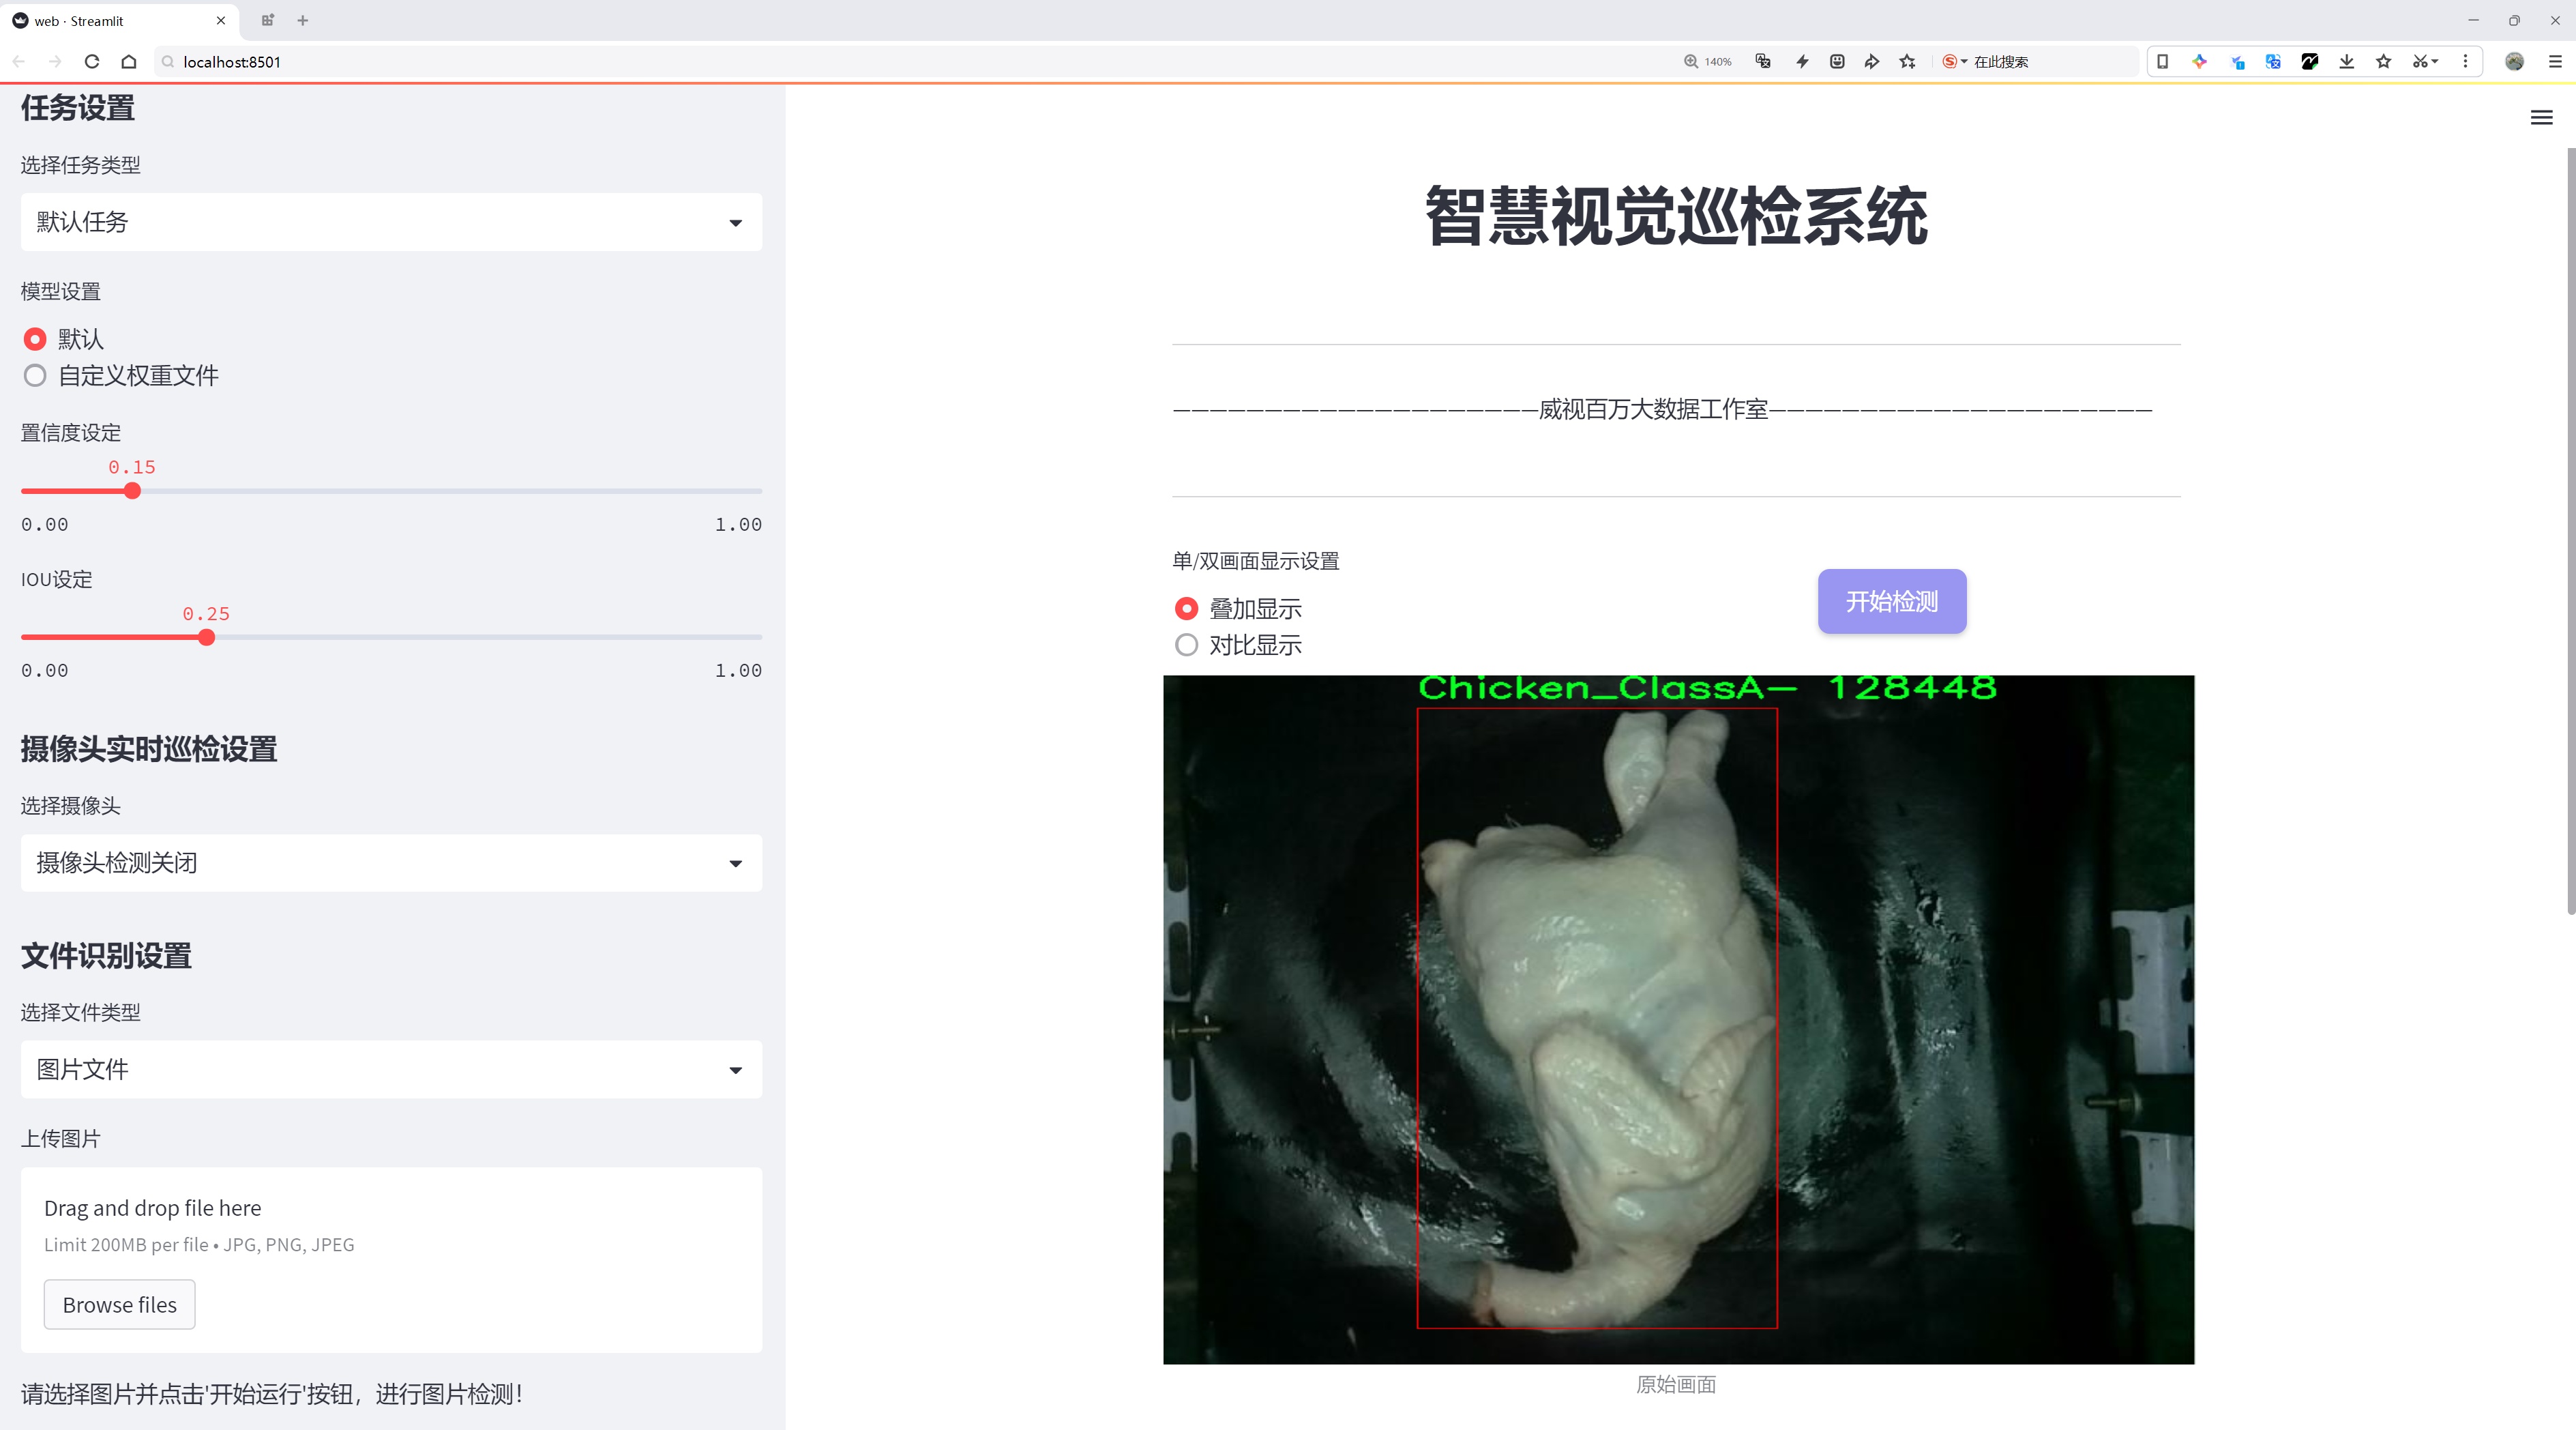 web · Streamlit
localhost:8501
140%
在此搜索
任务设置
选择任务类型
默认任务
模型设置
默认
自定义权重文件
置信度设定
0.15
0.00
1.00
IOU设定
0.25
0.00
1.00
摄像头实时巡检设置
选择摄像头
摄像头检测关闭
文件识别设置
选择文件类型
图片文件
上传图片
Drag and drop file here
Limit 200MB per file • JPG, PNG, JPEG
Browse files
请选择图片并点击'开始运行'按钮，进行图片检测！
智慧视觉巡检系统
—————————————————————威视百万大数据工作室——————————————————————
单/双画面显示设置
叠加显示
对比显示
开始检测
Chicken_ClassA— 128448
原始画面